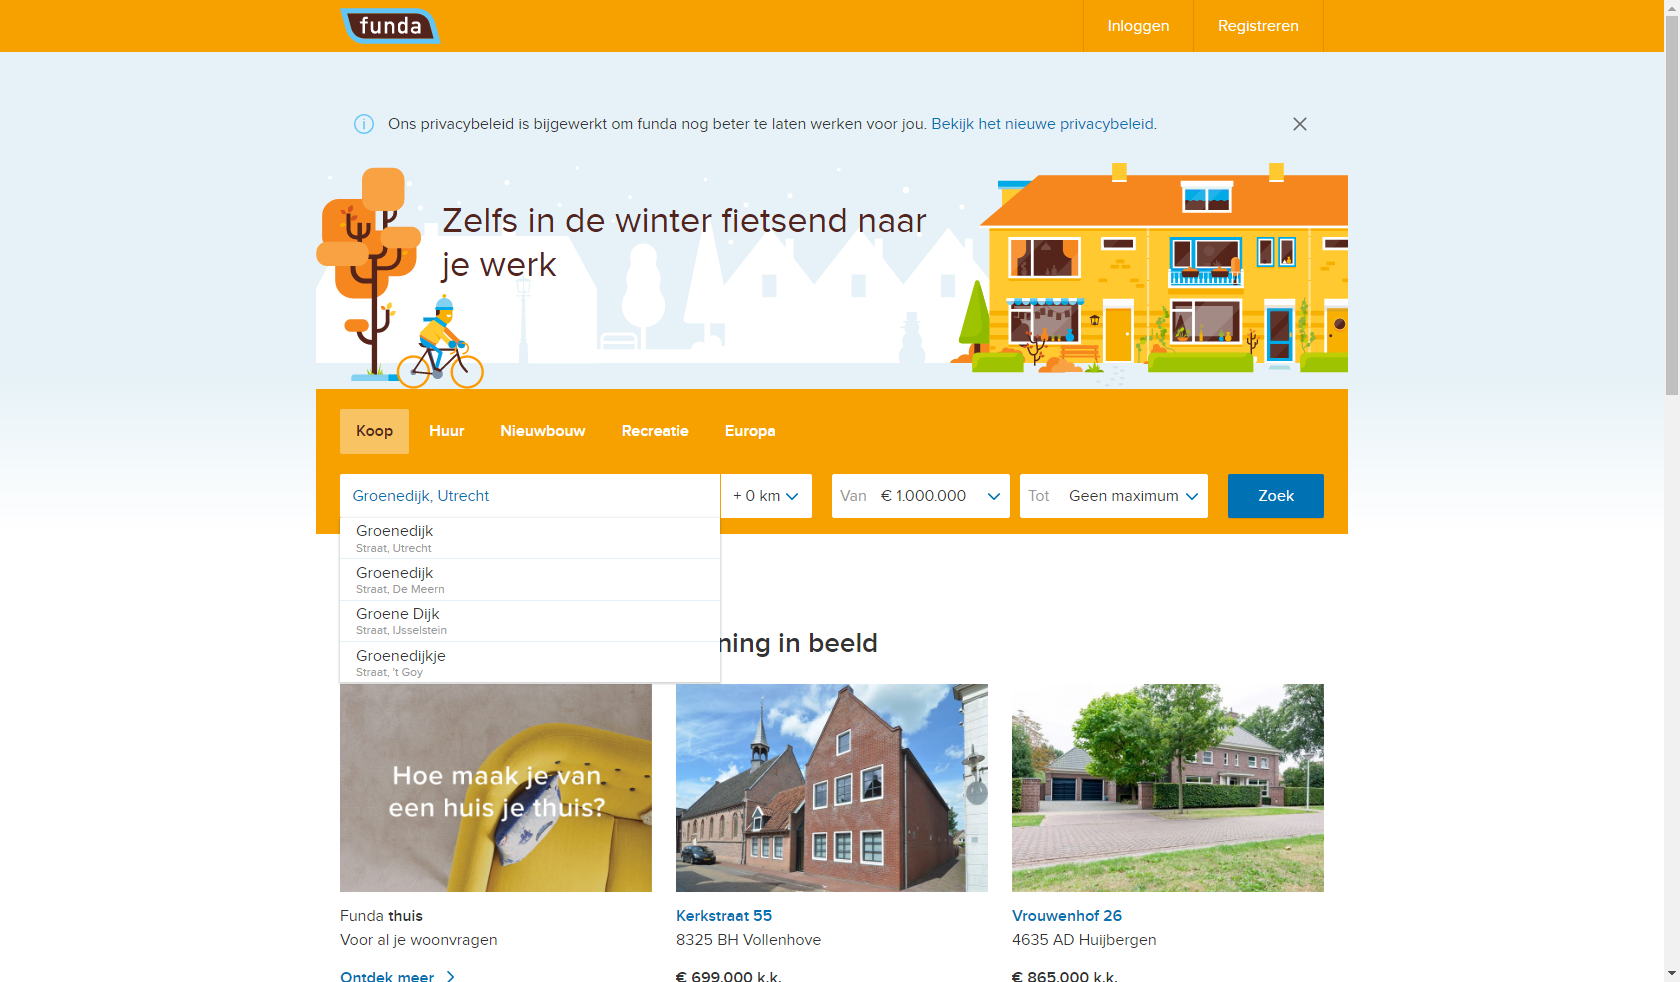 funda
Inloggen
Registreren
Ons privacybeleid is bijgewerkt om funda nog beter te laten werken voor jou. Bekijk het nieuwe privacybeleid.
Zelfs in de winter fietsend naar
je werk
Koop
Huur
Nieuwbouw
Recreatie
Europa
Groenedijk, Utrecht
+ 0 km
Van € 1.000.000
Tot Geen maximum
Zoek
Groenedijk
Straat, Utrecht
Groenedijk
Straat, De Meern
Groene Dijk
Straat, IJsselstein
Groenedijkje
Straat, 't Goy
ning in beeld
Hoe maak je van
een huis je thuis?
Funda thuis
Voor al je woonvragen
Ontdek meer
Kerkstraat 55
8325 BH Vollenhove
€ 699.000 k.k.
Vrouwenhof 26
4635 AD Huijbergen
€ 865.000 k.k.